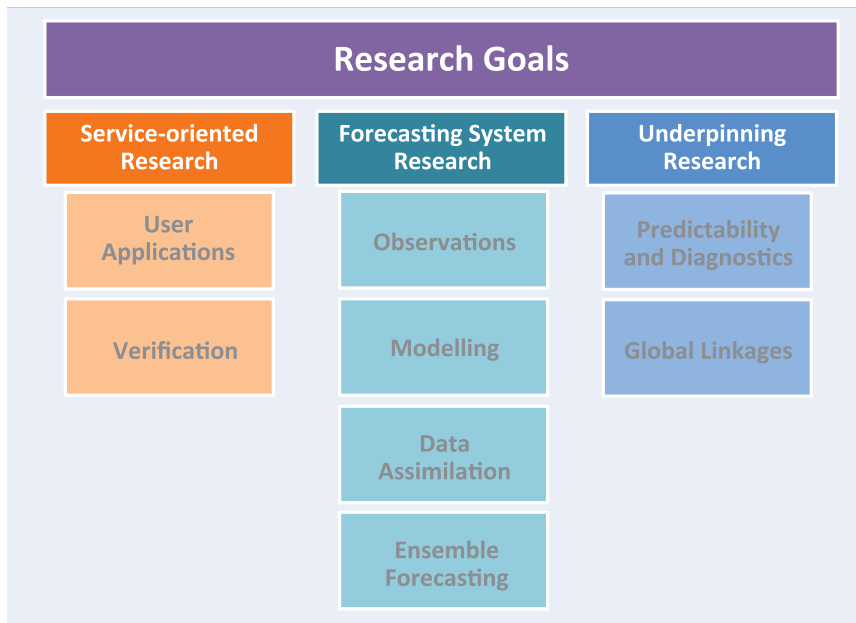 Research Goals
Service-oriented
Research
User
Applications
Verification
Forecasting System
Research
Observations
Modelling
Data
Assimilation
Ensemble
Forecasting
Underpinning
Research
Predictability
and Diagnostics
Global Linkages